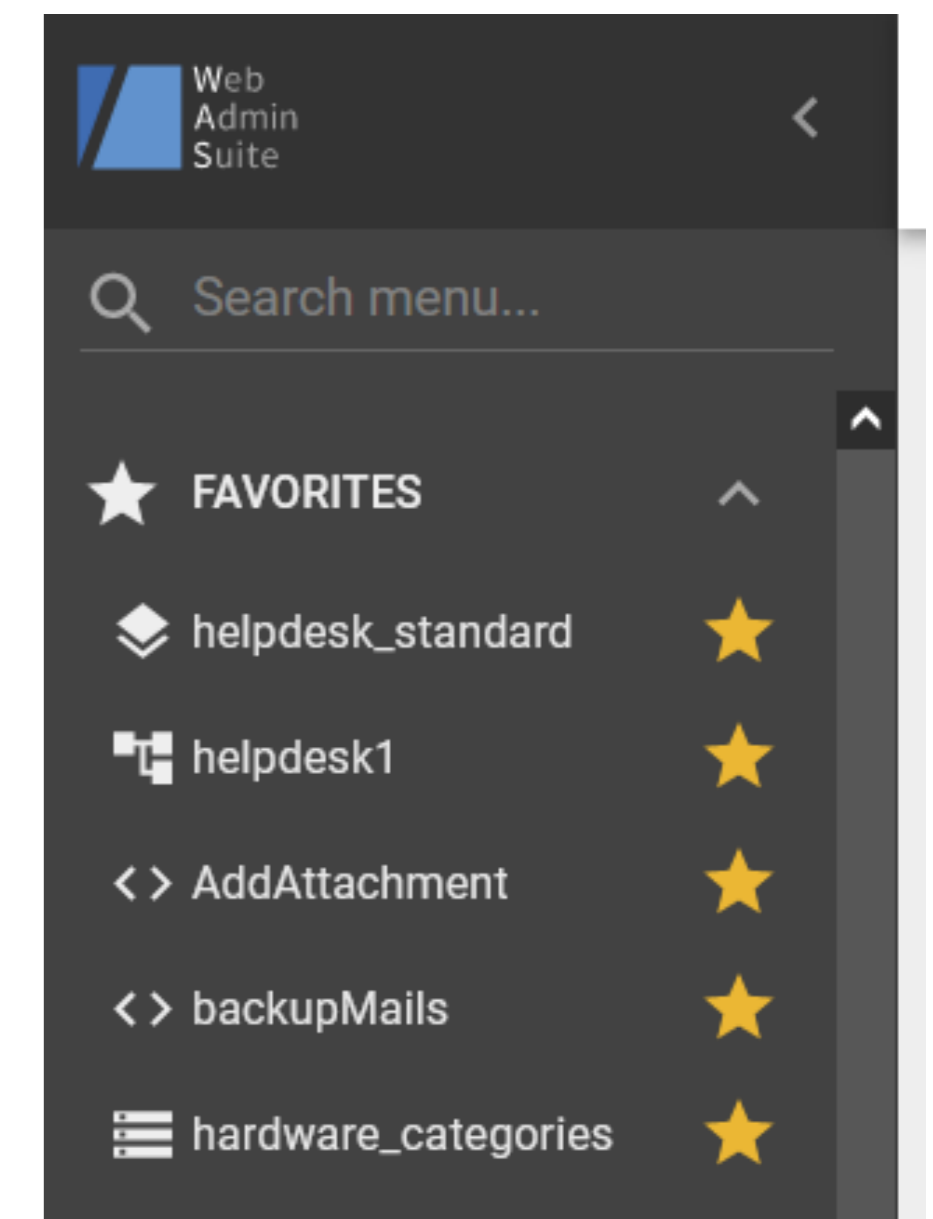 Web
Admin
Suite
Search menu...
FAVORITES
helpdesk_standard
helpdesk1
AddAttachment
backupMails
hardware_categories